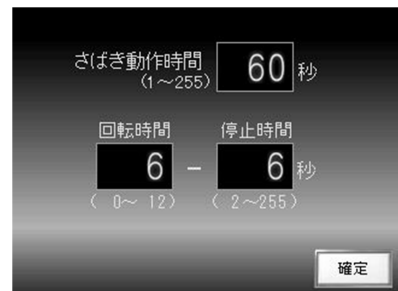 さばき動作時間 60 秒
(1～255)
回転時間 停止時間
6 - 6 秒
( 0～ 12) ( 2～255)
確定